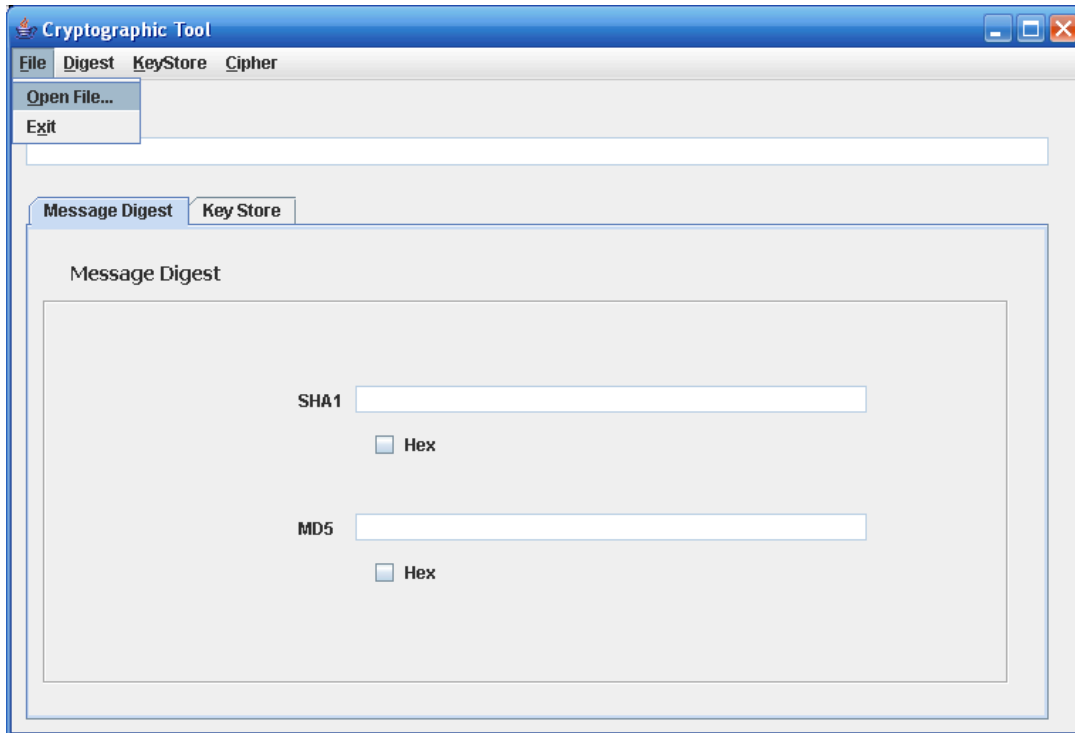 Cryptographic Tool
File Digest KeyStore Cipher
Open File...
Exit
Message Digest Key Store
Message Digest
SHA1
Hex
MD5
Hex